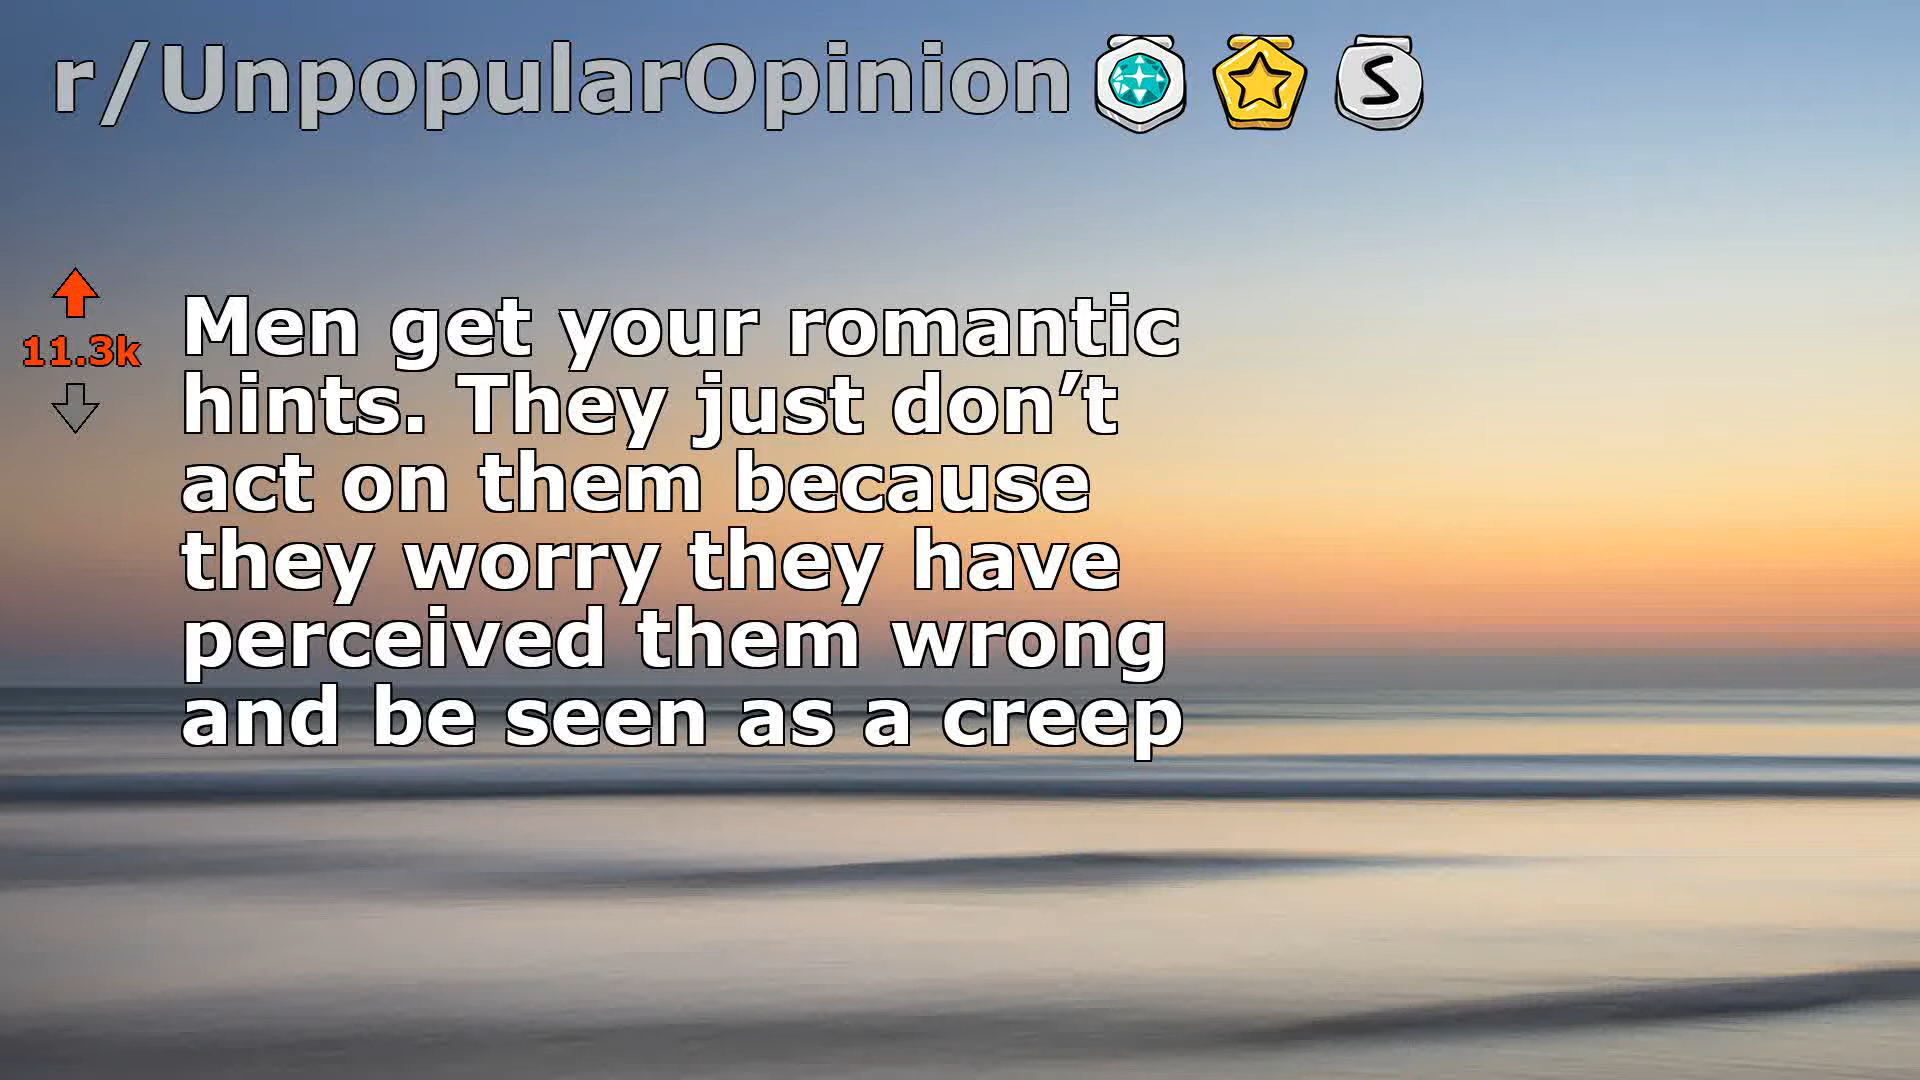 r/UnpopularOpinion
S
11.3k
Men get your romantic
hints. They just don’t
act on them because
they worry they have
perceived them wrong
and be seen as a creep